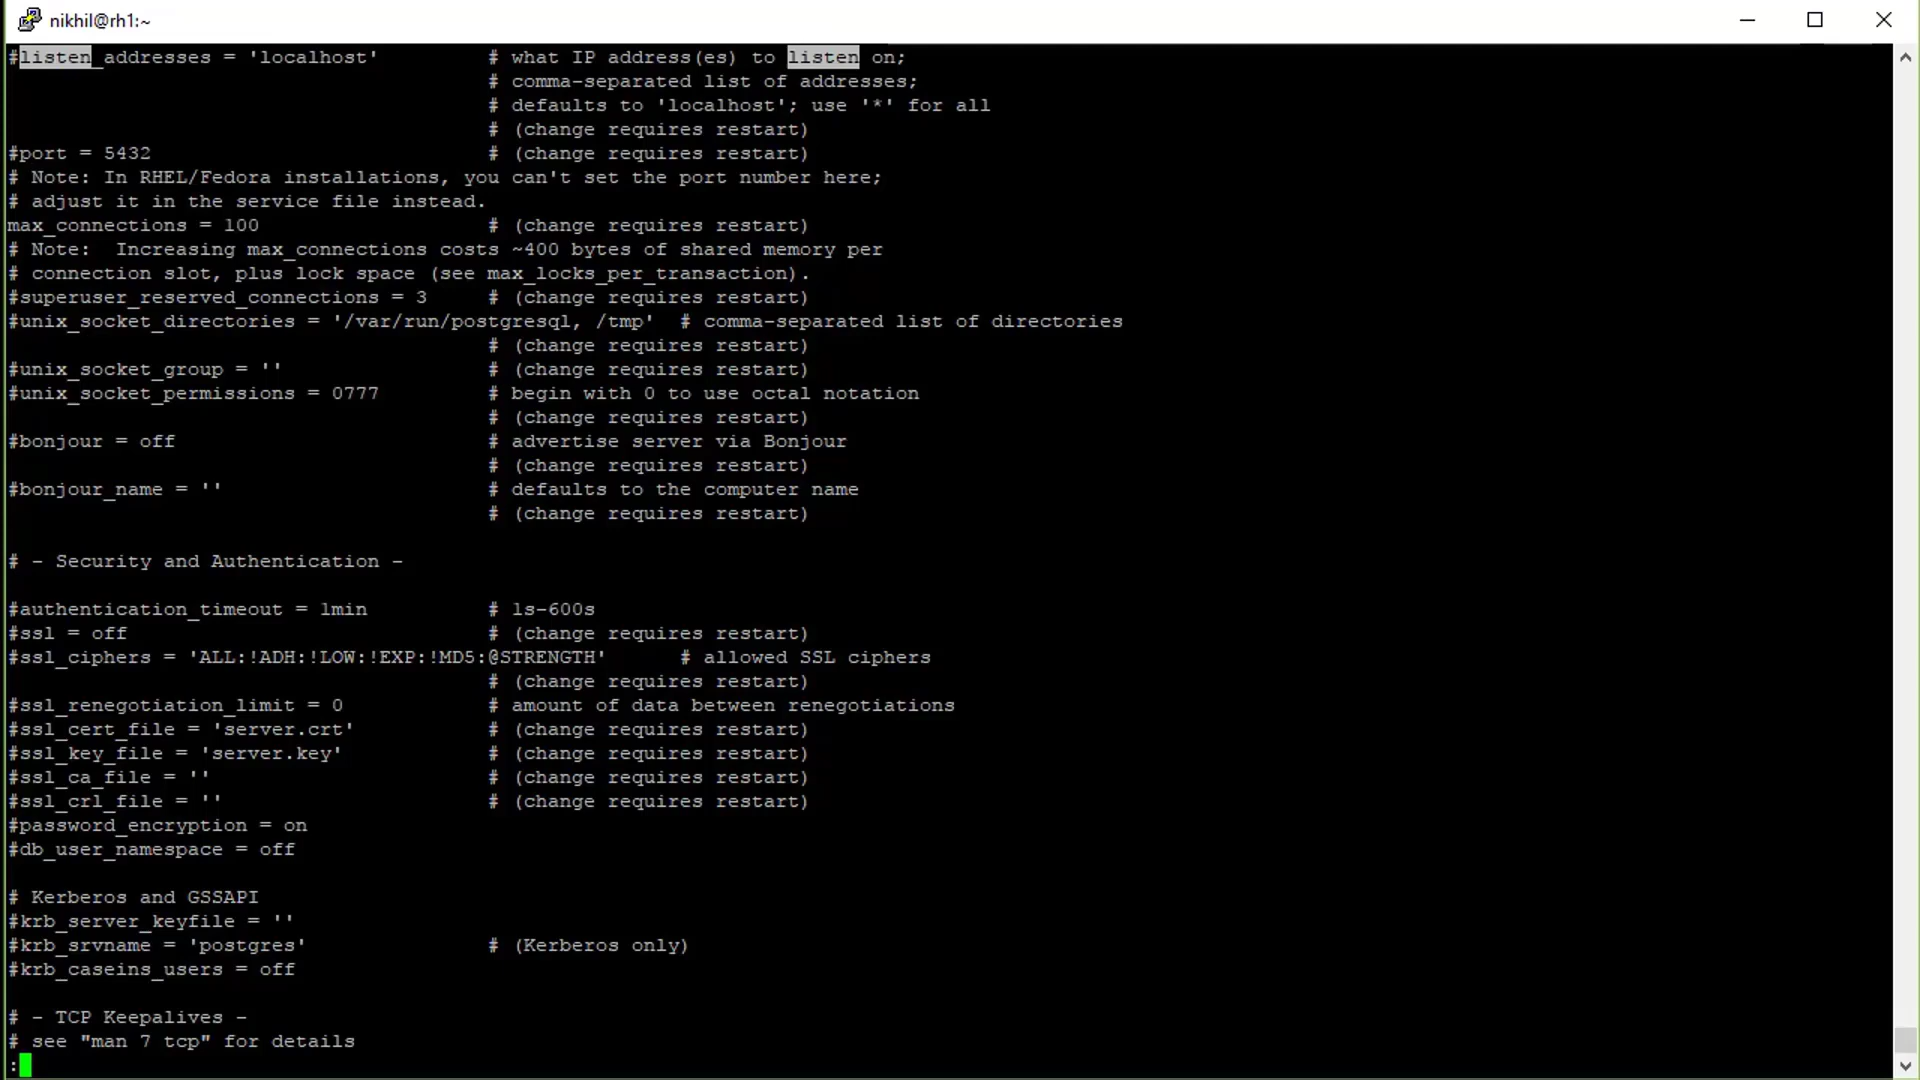 nikhil@rh1:~
#listen_addresses = 'localhost' # what IP address(es) to listen on;
# comma-separated list of addresses;
# defaults to 'localhost'; use '*' for all
# (change requires restart)
#port = 5432 # (change requires restart)
# Note: In RHEL/Fedora installations, you can't set the port number here;
# adjust it in the service file instead.
max_connections = 100 # (change requires restart)
# Note:  Increasing max_connections costs ~400 bytes of shared memory per
# connection slot, plus lock space (see max_locks_per_transaction).
#superuser_reserved_connections = 3 # (change requires restart)
#unix_socket_directories = '/var/run/postgresql, /tmp' # comma-separated list of directories
# (change requires restart)
#unix_socket_group = '' # (change requires restart)
#unix_socket_permissions = 0777 # begin with 0 to use octal notation
# (change requires restart)
#bonjour = off # advertise server via Bonjour
# (change requires restart)
#bonjour_name = '' # defaults to the computer name
# (change requires restart)
# - Security and Authentication -
#authentication_timeout = 1min # 1s-600s
#ssl = off # (change requires restart)
#ssl_ciphers = 'ALL:!ADH:!LOW:!EXP:!MD5:@STRENGTH' # allowed SSL ciphers
# (change requires restart)
#ssl_renegotiation_limit = 0 # amount of data between renegotiations
#ssl_cert_file = 'server.crt' # (change requires restart)
#ssl_key_file = 'server.key' # (change requires restart)
#ssl_ca_file = '' # (change requires restart)
#ssl_crl_file = '' # (change requires restart)
#password_encryption = on
#db_user_namespace = off
# Kerberos and GSSAPI
#krb_server_keyfile = ''
#krb_srvname = 'postgres' # (Kerberos only)
#krb_caseins_users = off
# - TCP Keepalives -
# see "man 7 tcp" for details
: